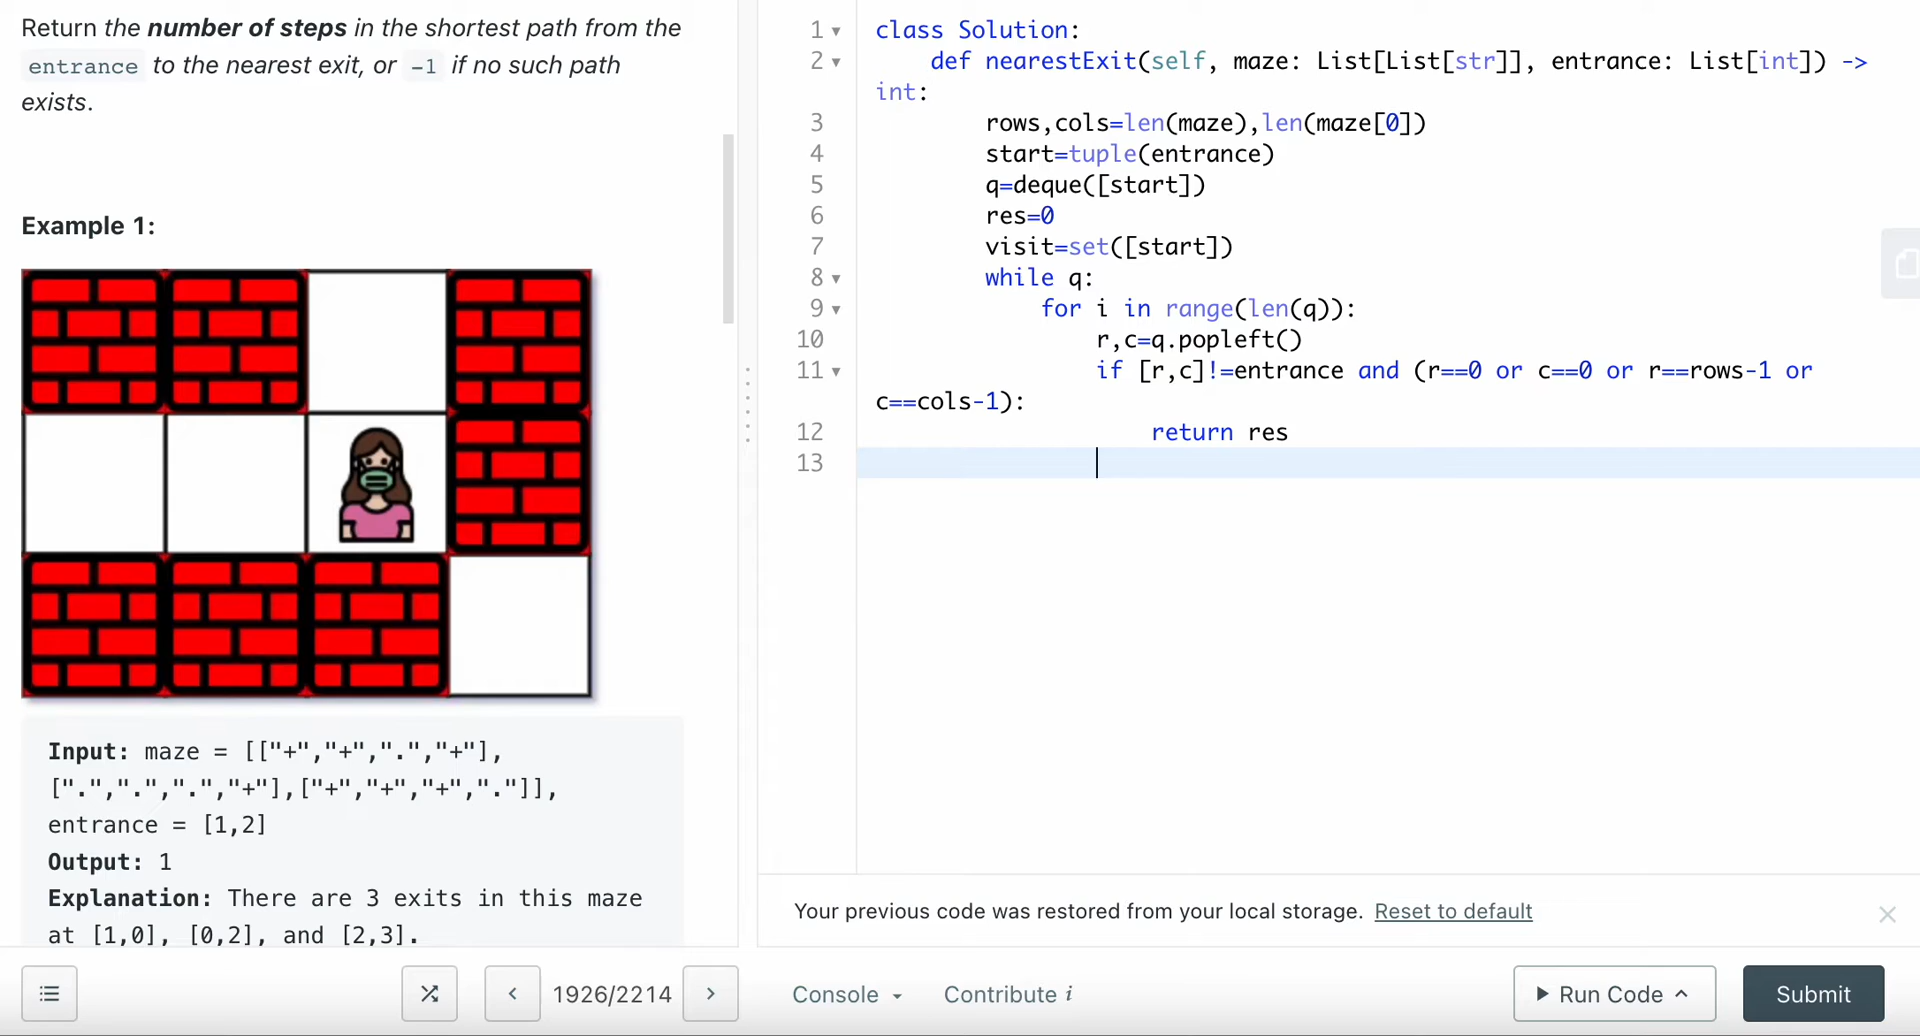 Return the number of steps in the shortest path from the
entrance to the nearest exit, or -1 if no such path
exists.
Example 1:
Input: maze = [["+","+",".","+"],
[".",".",".","+"],["+","+","+","."]],
entrance = [1,2]
Output: 1
Explanation: There are 3 exits in this maze
at [1,0], [0,2], and [2,3].
1926/2214
1 class Solution:
2 def nearestExit(self, maze: List[List[str]], entrance: List[int]) ->
int:
3 rows,cols=len(maze),len(maze[0])
4 start=tuple(entrance)
5 q=deque([start])
6 res=0
7 visit=set([start])
8 while q:
9 for i in range(len(q)):
10 r,c=q.popleft()
11 if [r,c]!=entrance and (r==0 or c==0 or r==rows-1 or
c==cols-1):
12 return res
13
Your previous code was restored from your local storage. Reset to default
Console Contribute i Run Code Submit